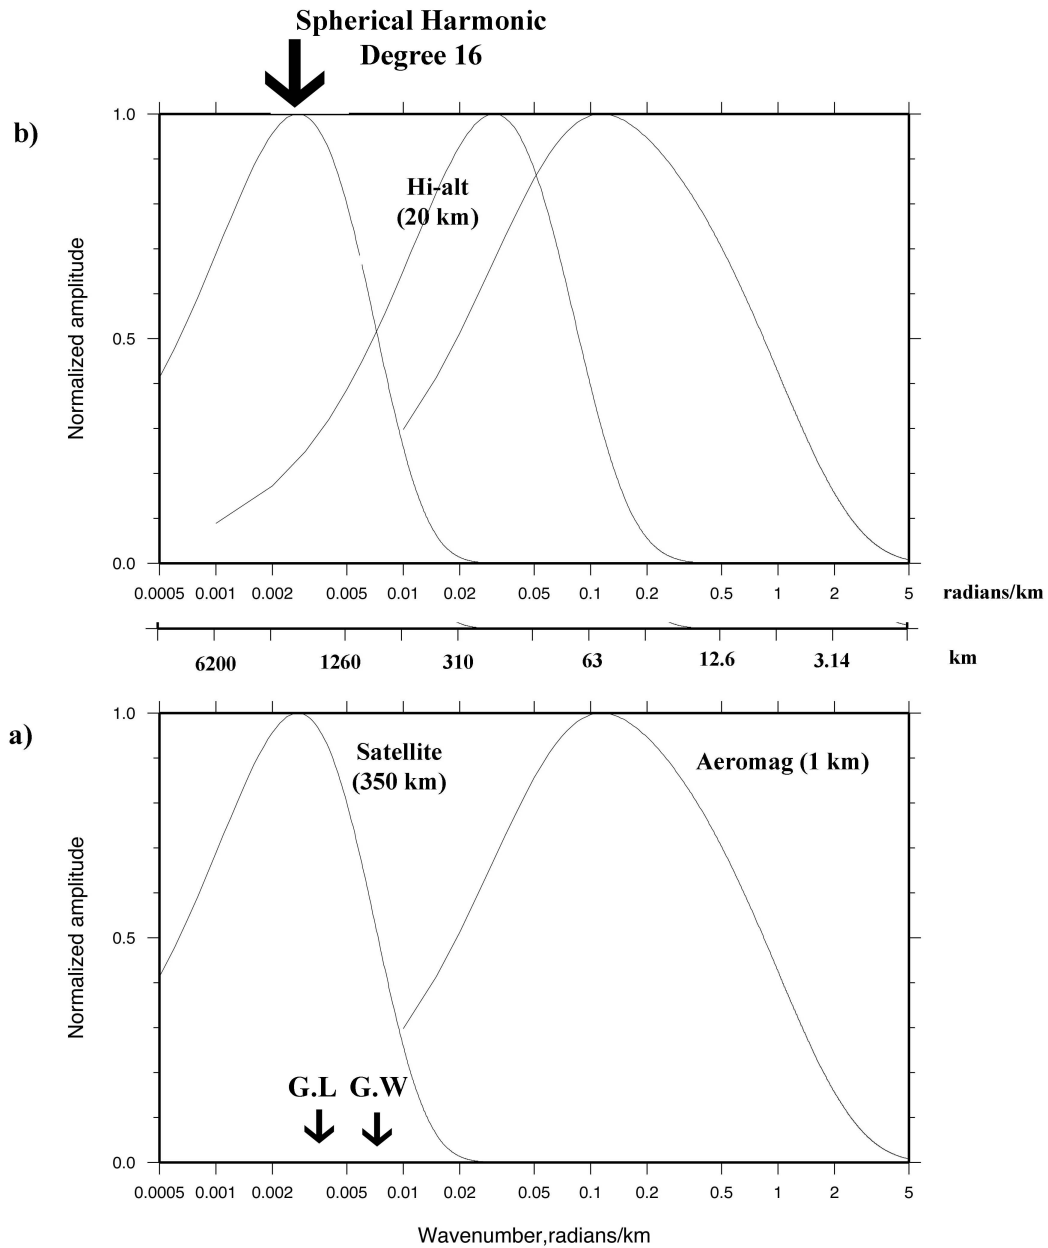 Spherical Harmonic
Degree 16
b)
1.0
Hi-alt
(20 km)
Normalized amplitude
0.5
0.0
0.0005 0.001 0.002 0.005 0.01 0.02 0.05 0.1 0.2 0.5 1 2 5 radians/km
6200 1260 310 63 12.6 3.14 km
a)
1.0
Satellite
(350 km)
Aeromag (1 km)
Normalized amplitude
0.5
G.L G.W
0.0
0.0005 0.001 0.002 0.005 0.01 0.02 0.05 0.1 0.2 0.5 1 2 5
Wavenumber,radians/km